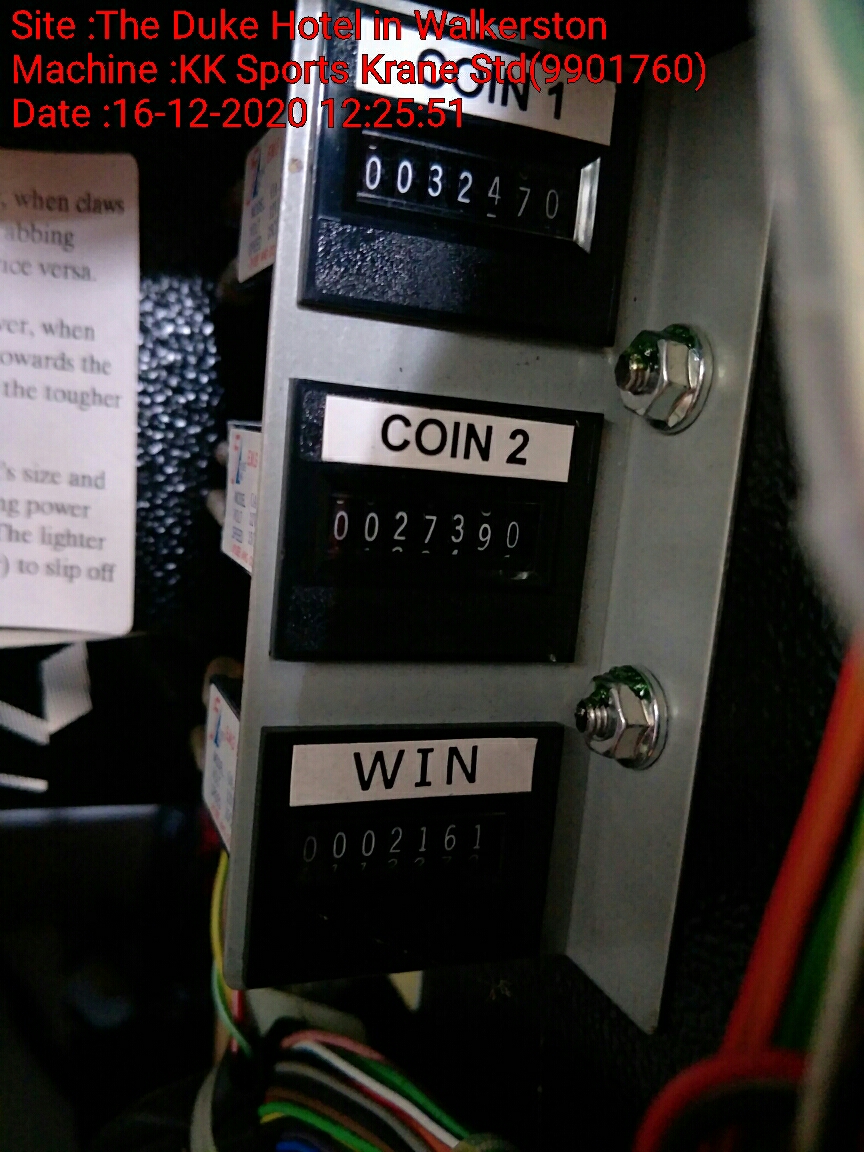 Site :The Duke Hotel in Walkerston
Machine :KK Sports Krane Std(9901760)
Date :16-12-2020 12:25:51
COIN 1
0032470
, when claws
abbing
ice versa.
ver, when
owards the
the tougher
's size and
ng power
The lighter
) to slip off
COIN 2
0027390
WIN
0002161